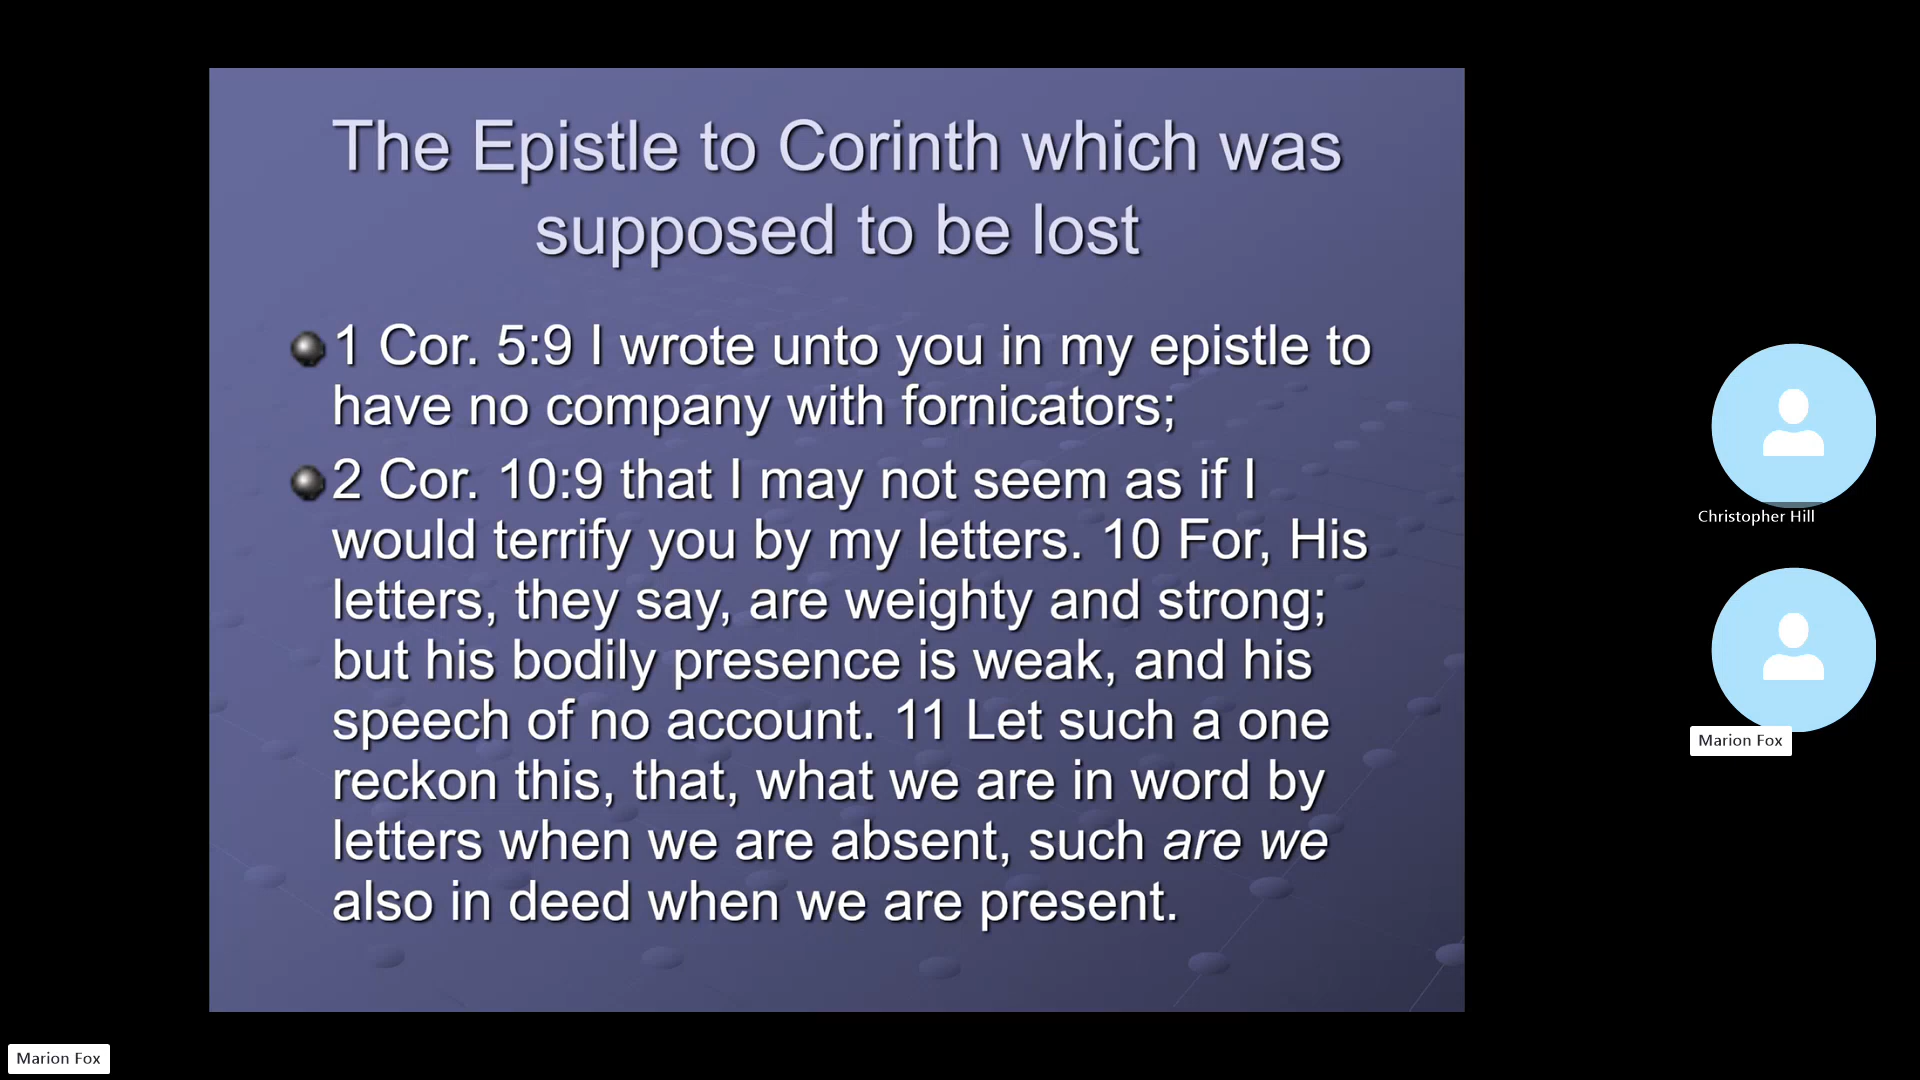 The Epistle to Corinth which was
supposed to be lost
1 Cor. 5:9 I wrote unto you in my epistle to
have no company with fornicators;
2 Cor. 10:9 that I may not seem as if I
would terrify you by my letters. 10 For, His
letters, they say, are weighty and strong;
but his bodily presence is weak, and his
speech of no account. 11 Let such a one
reckon this, that, what we are in word by
letters when we are absent, such are we
also in deed when we are present.
Christopher Hill
Marion Fox
Marion Fox